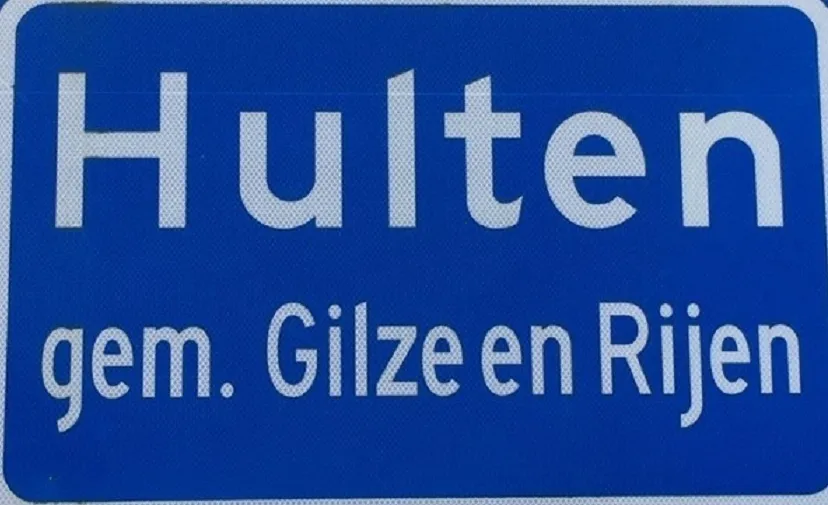 Hulten
gem. Gilze en Rijen